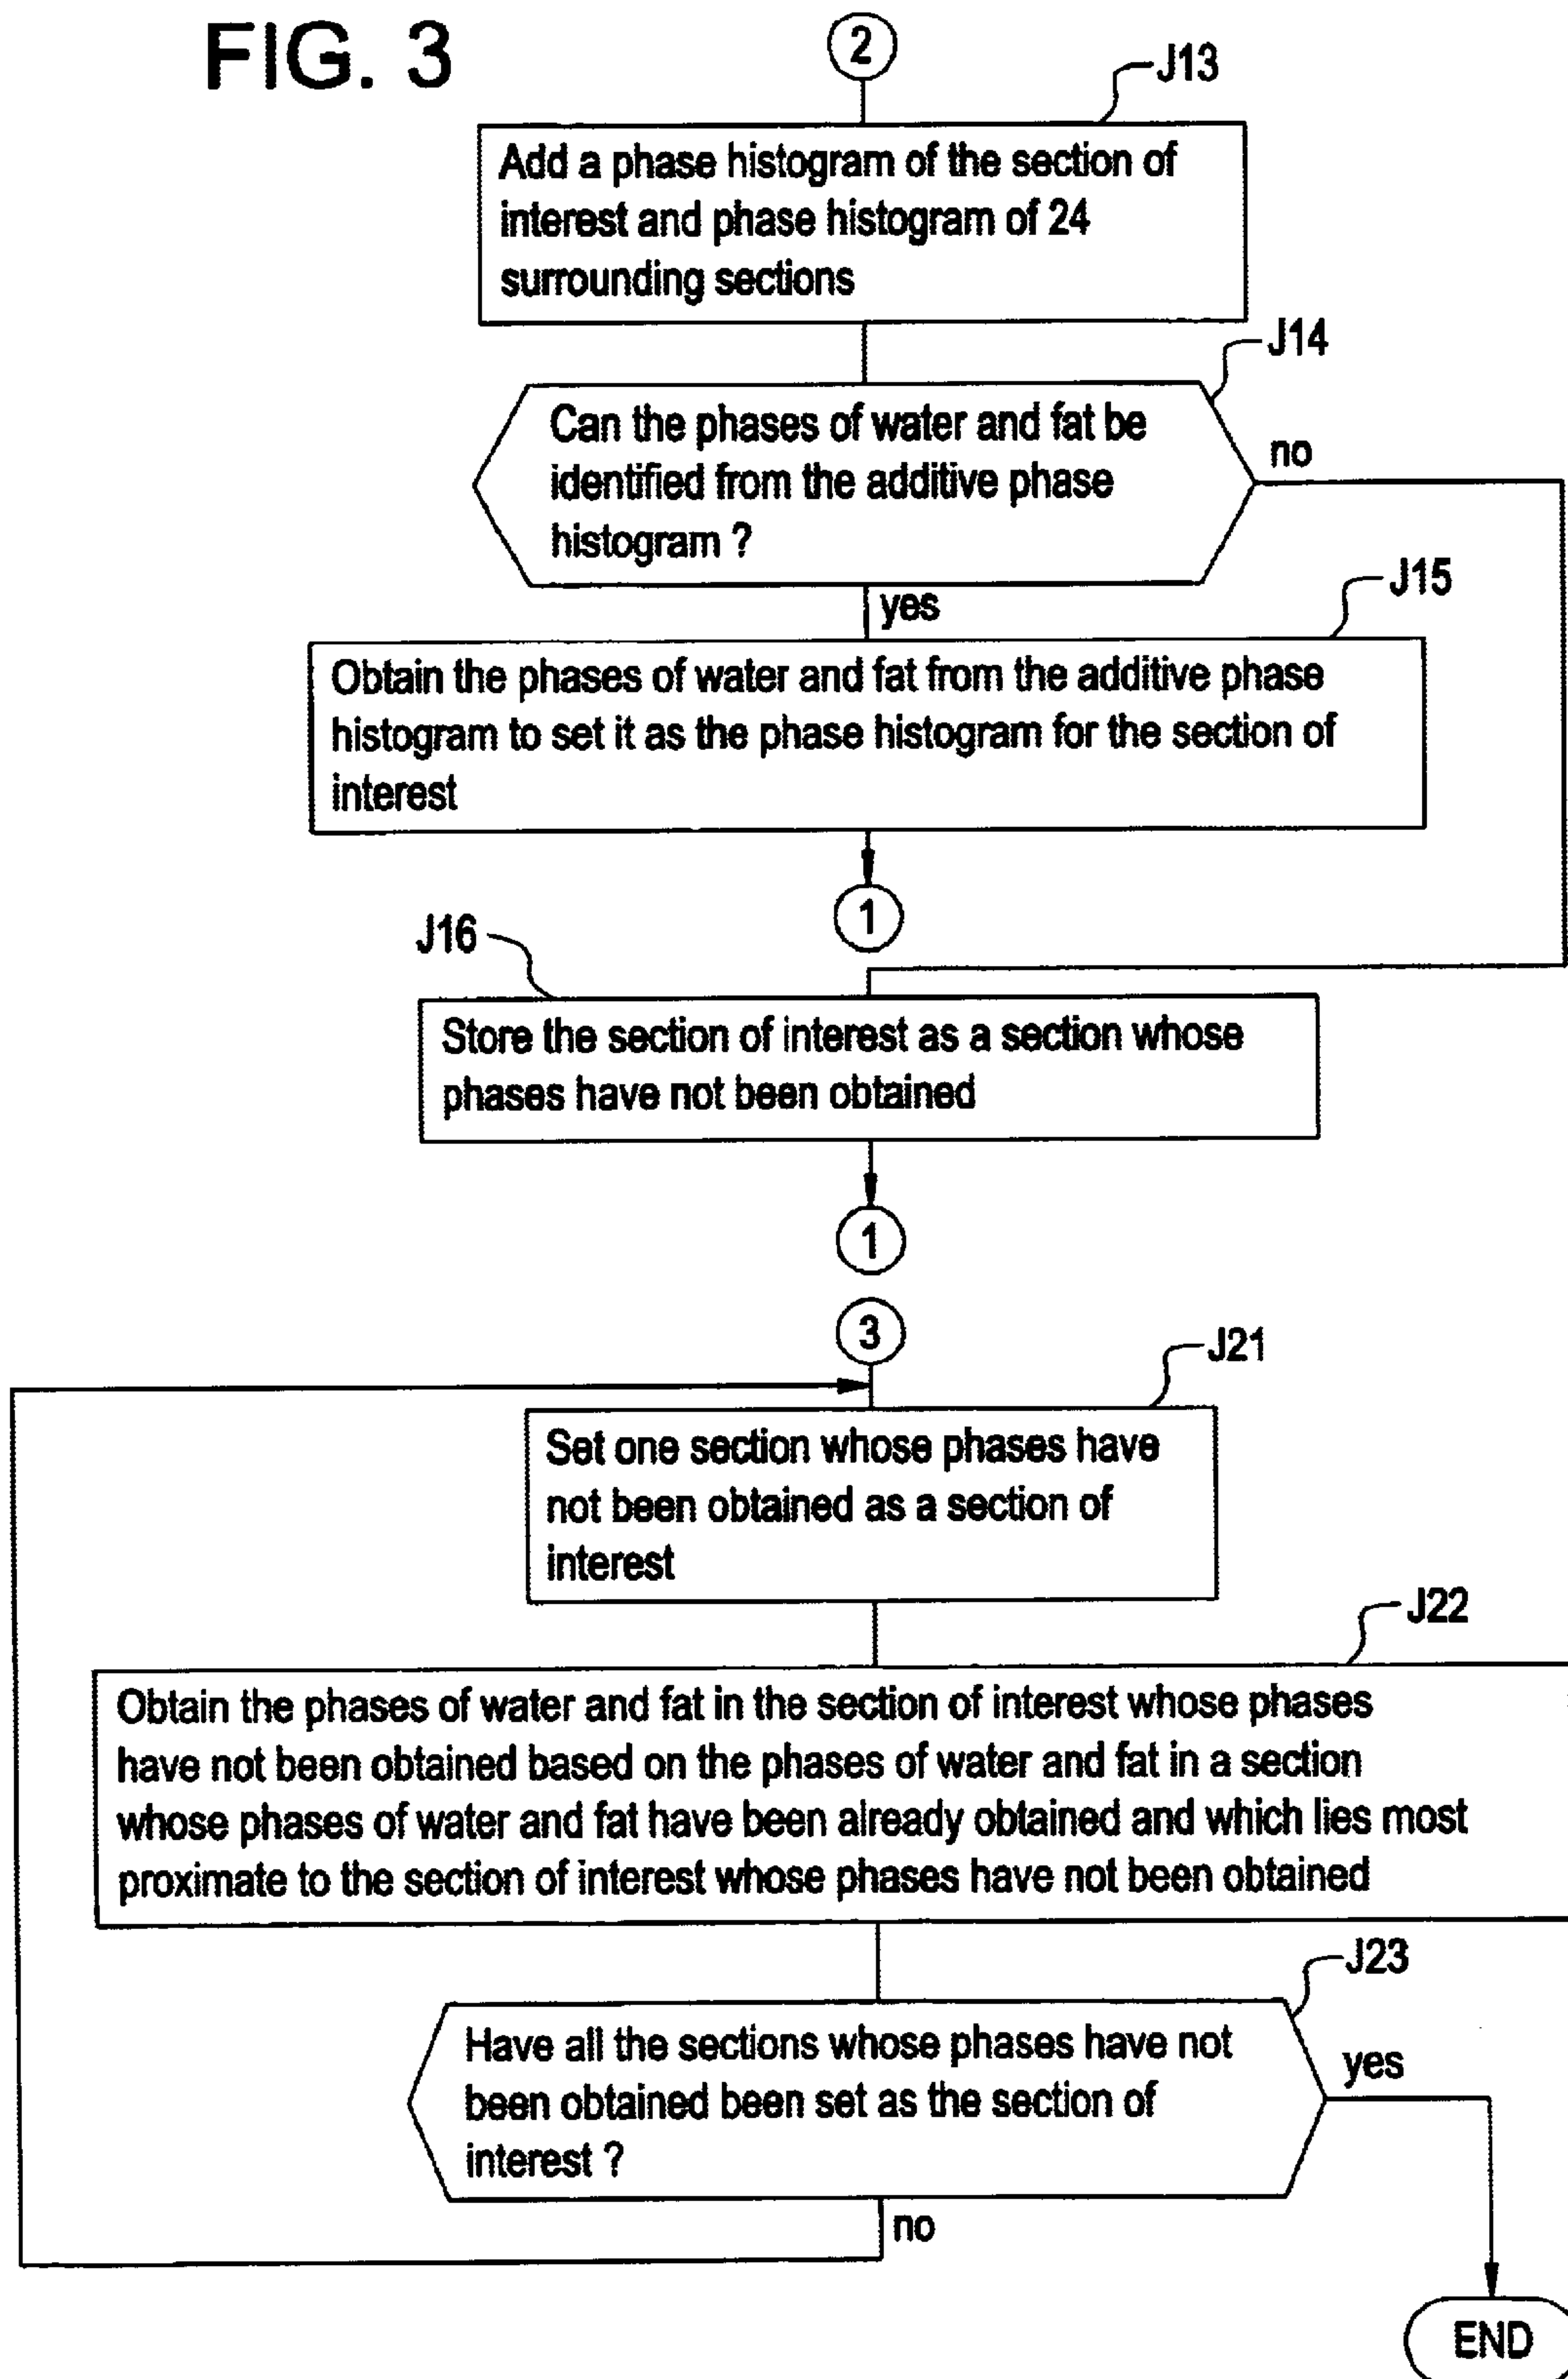 FIG. 3
2
J13
Add a phase histogram of the section of
interest and phase histogram of 24
surrounding sections
J14
Can the phases of water and fat be
identified from the additive phase
histogram ?
no
yes
J15
Obtain the phases of water and fat from the additive phase
histogram to set it as the phase histogram for the section of
interest
1
J16
Store the section of interest as a section whose
phases have not been obtained
1
3
J21
Set one section whose phases have
not been obtained as a section of
interest
J22
Obtain the phases of water and fat in the section of interest whose phases
have not been obtained based on the phases of water and fat in a section
whose phases of water and fat have been already obtained and which lies most
proximate to the section of interest whose phases have not been obtained
J23
Have all the sections whose phases have not
been obtained been set as the section of
interest ?
yes
no
END